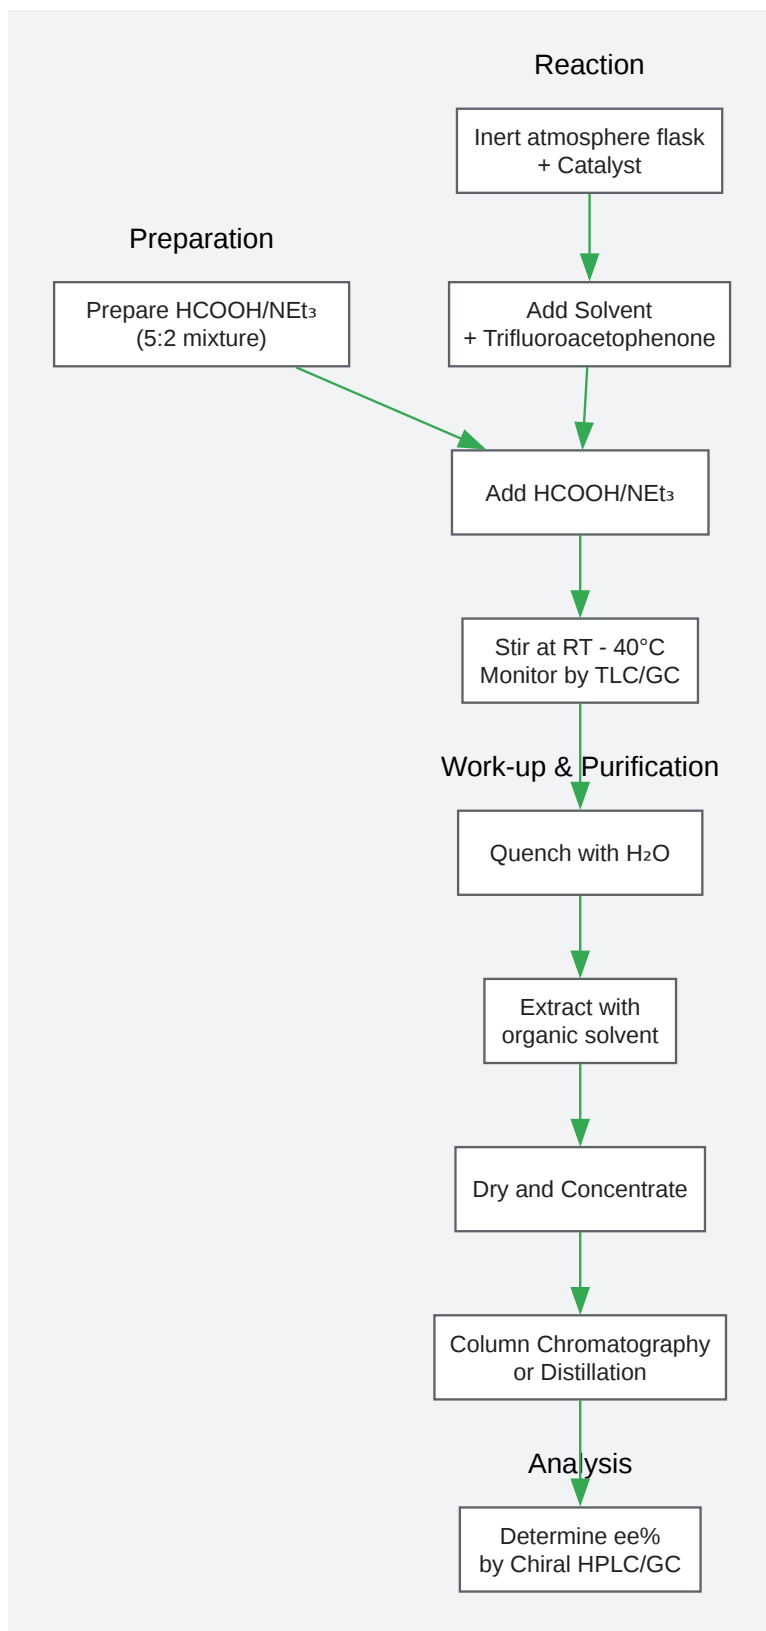 Reaction
Inert atmosphere flask
+ Catalyst
Preparation
Prepare HCOOH/NEt₃
(5:2 mixture)
Add Solvent
+ Trifluoroacetophenone
Add HCOOH/NEt₃
Stir at RT - 40°C
Monitor by TLC/GC
Work-up & Purification
Quench with H₂O
Extract with
organic solvent
Dry and Concentrate
Column Chromatography
or Distillation
Analysis
Determine ee%
by Chiral HPLC/GC